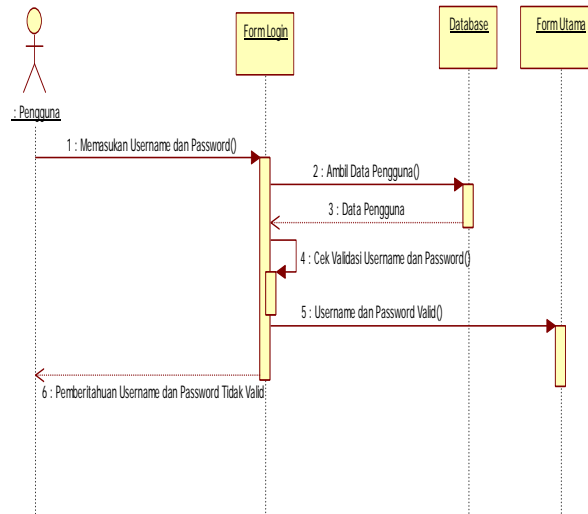 Form Login
Database
Form Utama
: Pengguna
1 : Memasukan Username dan Password()
2 : Ambil Data Pengguna()
3 : Data Pengguna
4 : Cek Validasi Username dan Password()
5 : Username dan Password Valid()
6 : Pemberitahuan Username dan Password Tidak Valid